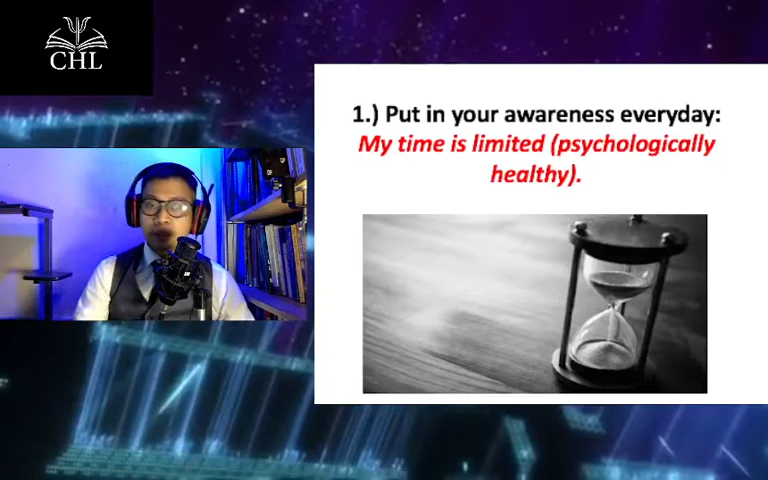 CHL
1.) Put in your awareness everyday:
My time is limited (psychologically
healthy).